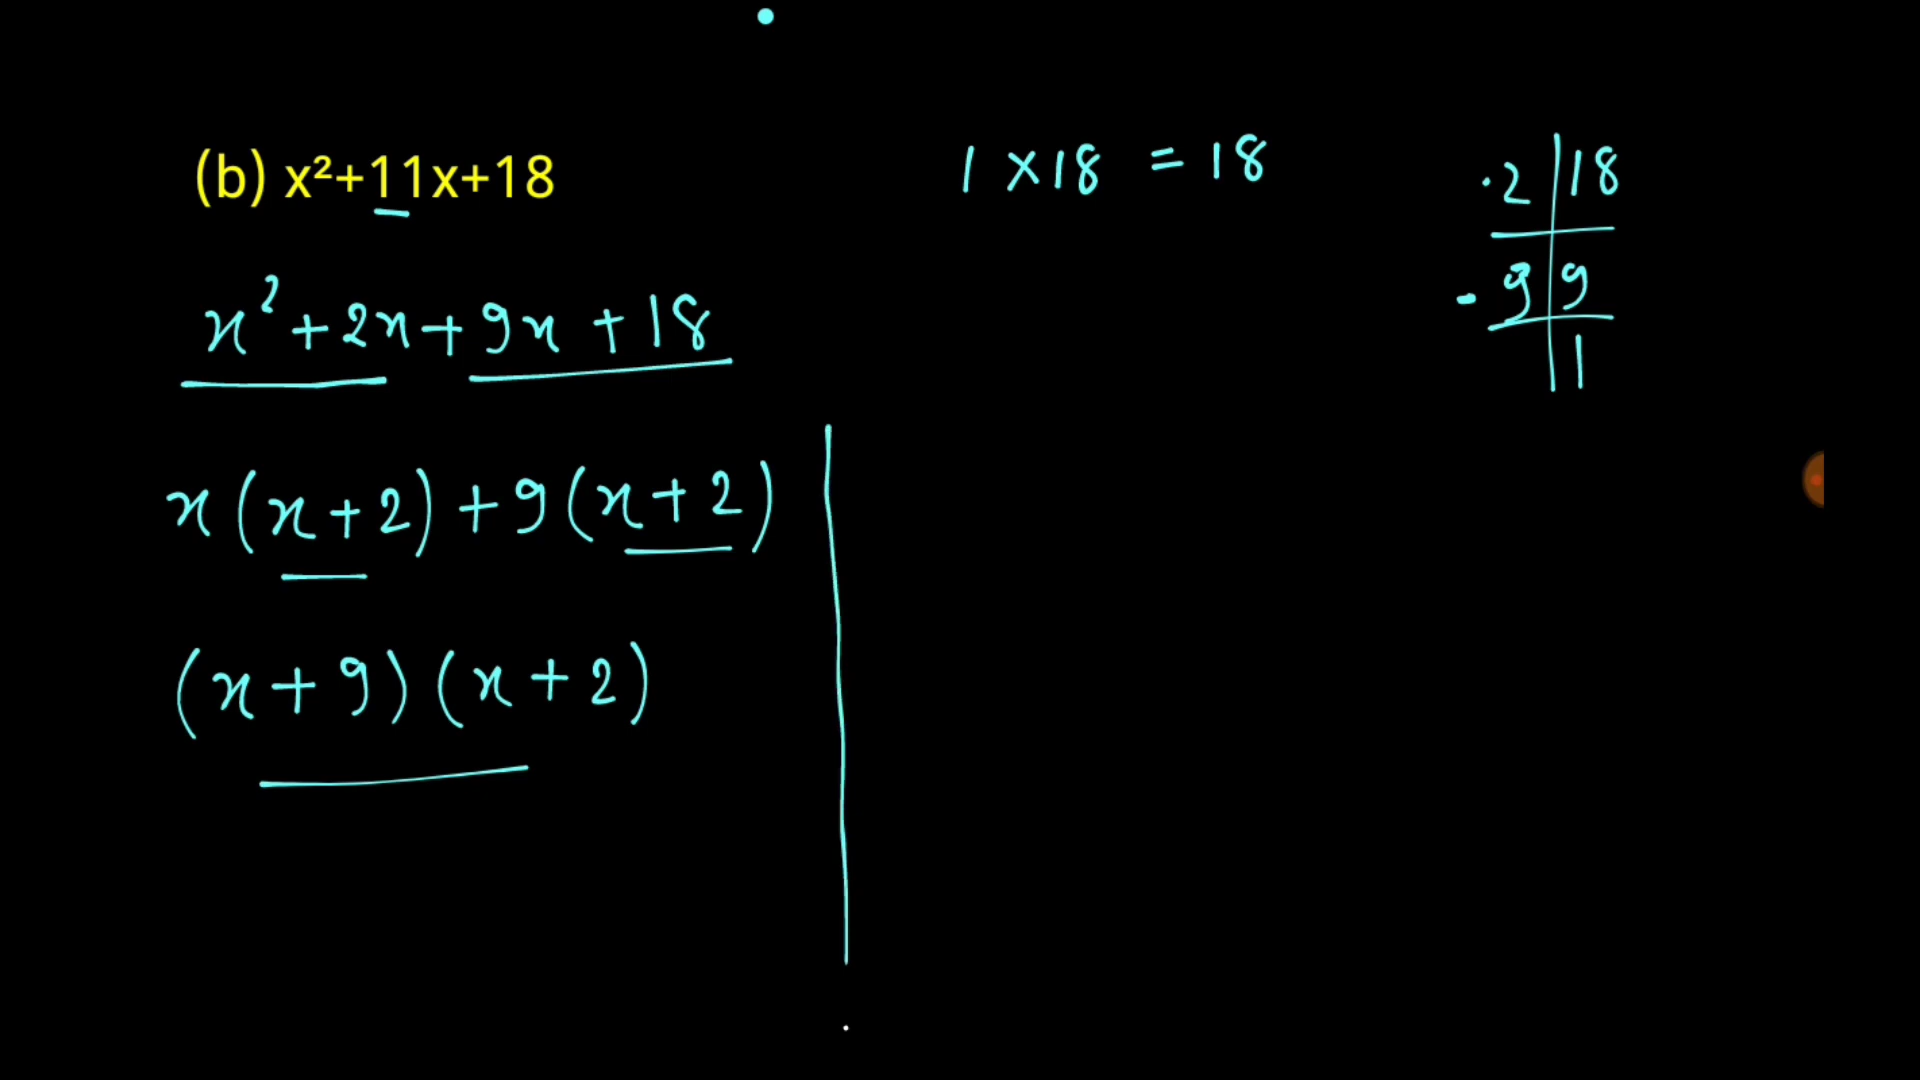 (b) x²+11x+18
x²+2x+9x+18
x(x+2)+9(x+2)
(x+9)(x+2)
1×18 = 18
2|18
9|9
|1